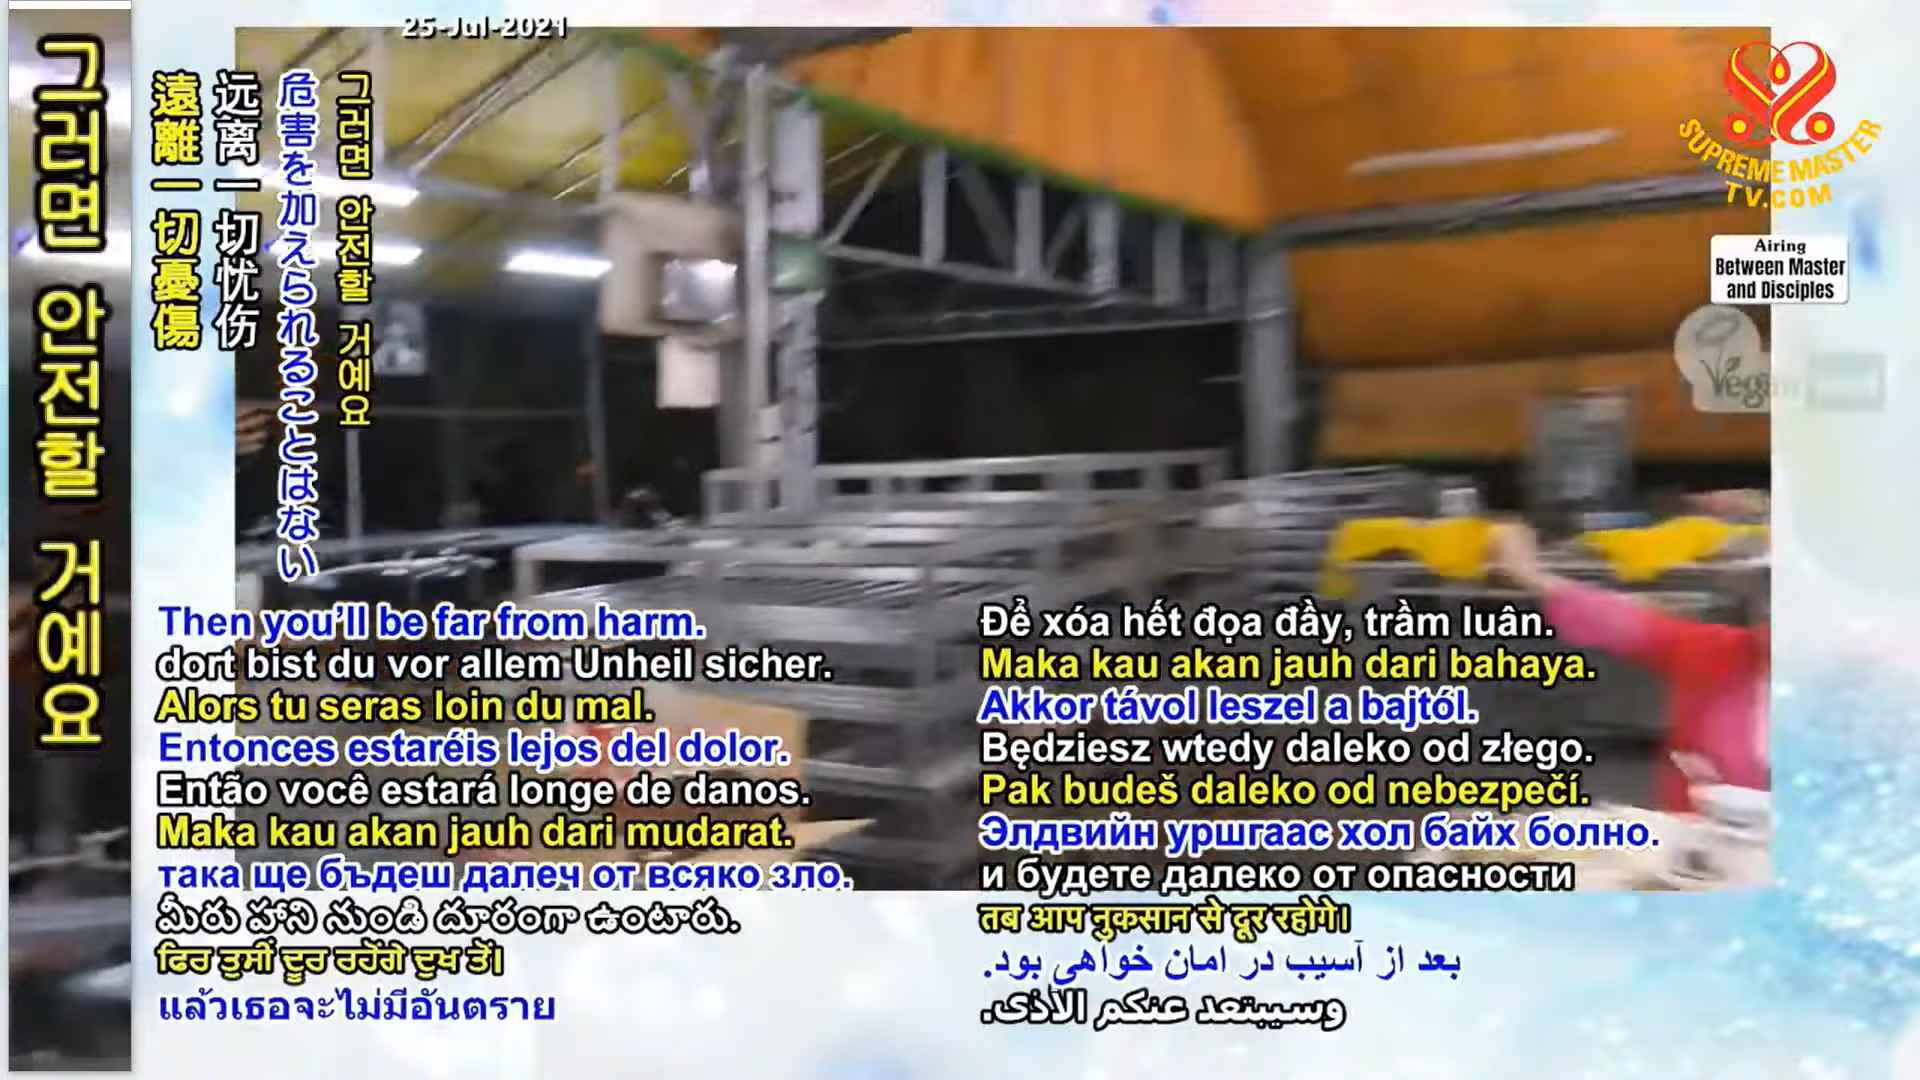 25-Jul-2021
그러면 안전할 거예요
遠離一切憂傷
远离一切忧伤
危害を加えられることはない
그러면 안전할 거예요
SUPREME MASTER
TV.COM
Airing
Between Master
and Disciples
Vegan
Then you’ll be far from harm.
dort bist du vor allem Unheil sicher.
Alors tu seras loin du mal.
Entonces estaréis lejos del dolor.
Então você estará longe de danos.
Maka kau akan jauh dari mudarat.
така ще бъдеш далеч от всяко зло.
మీరు హాని నుండి దూరంగా ఉంటారు.
ਫਿਰ ਤੁਸੀਂ ਦੂਰ ਰਹੋਂਗੇ ਦੁਖ ਤੋਂ।
แล้วเธอจะไม่มีอันตราย
Để xóa hết đọa đầy, trầm luân.
Maka kau akan jauh dari bahaya.
Akkor távol leszel a bajtól.
Będziesz wtedy daleko od złego.
Pak budeš daleko od nebezpečí.
Элдвийн уршгаас хол байх болно.
и будете далеко от опасности
तब आप नुकसान से दूर रहोगे।
بعد از آسیب در امان خواهی بود.
وسيبتعد عنكم الأذى.